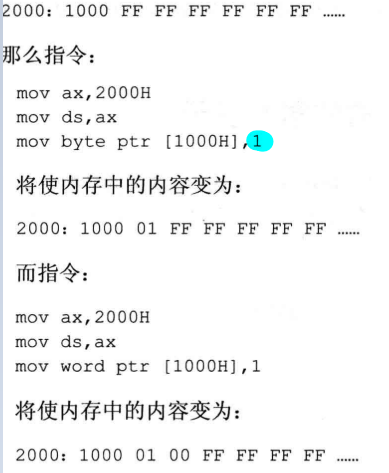 2000: 1000 FF FF FF FF FF FF ……
那么指令:
mov ax,2000H
mov ds,ax
mov byte ptr [1000H],1
将使内存中的内容变为:
2000: 1000 01 FF FF FF FF FF ……
而指令:
mov ax,2000H
mov ds,ax
mov word ptr [1000H],1
将使内存中的内容变为:
2000: 1000 01 00 FF FF FF FF ……